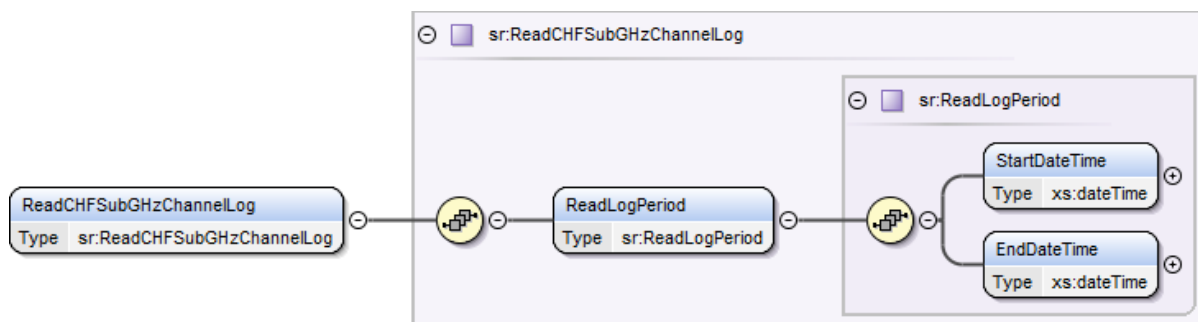 sr:ReadCHFSubGHzChannelLog
sr:ReadLogPeriod
StartDateTime
Type xs:dateTime
ReadCHFSubGHzChannelLog
Type sr:ReadCHFSubGHzChannelLog
ReadLogPeriod
Type sr:ReadLogPeriod
EndDateTime
Type xs:dateTime